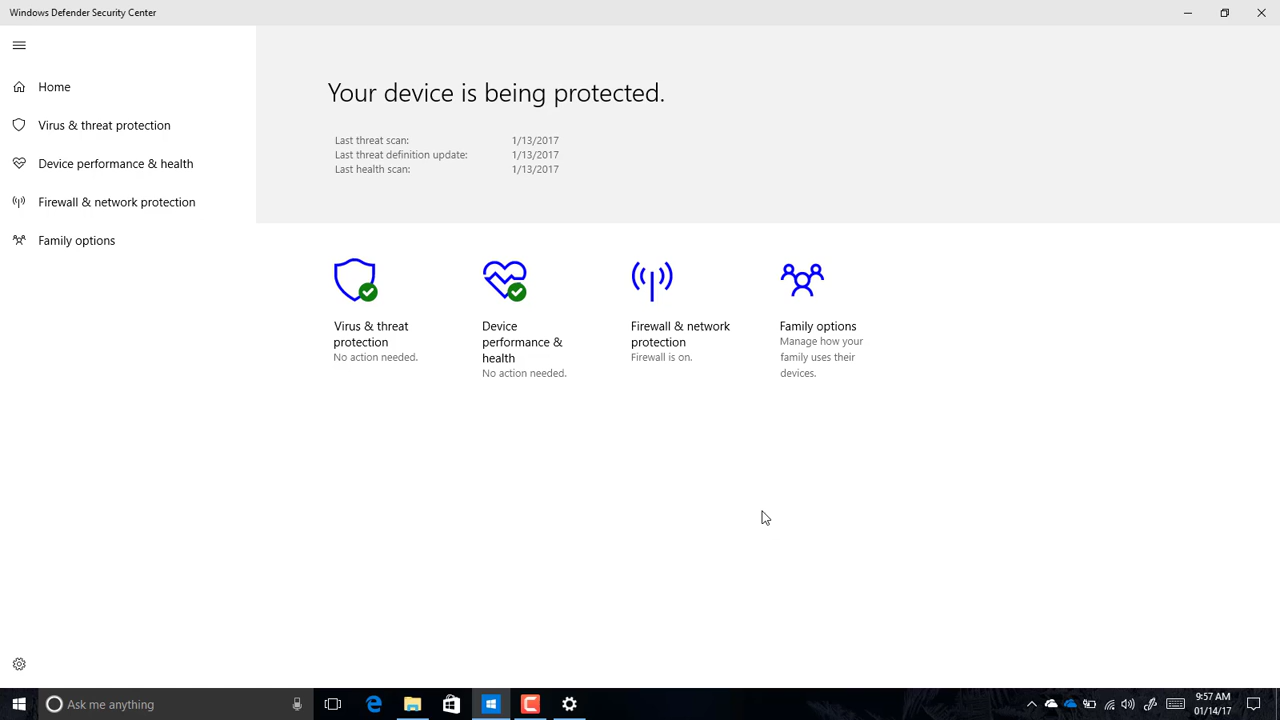 Windows Defender Security Center
Home
Virus & threat protection
Device performance & health
Firewall & network protection
Family options
Your device is being protected.
Last threat scan: 1/13/2017
Last threat definition update: 1/13/2017
Last health scan: 1/13/2017
Virus & threat
protection
No action needed.
Device
performance &
health
No action needed.
Firewall & network
protection
Firewall is on.
Family options
Manage how your
family uses their
devices.
Ask me anything
9:57 AM
01/14/17